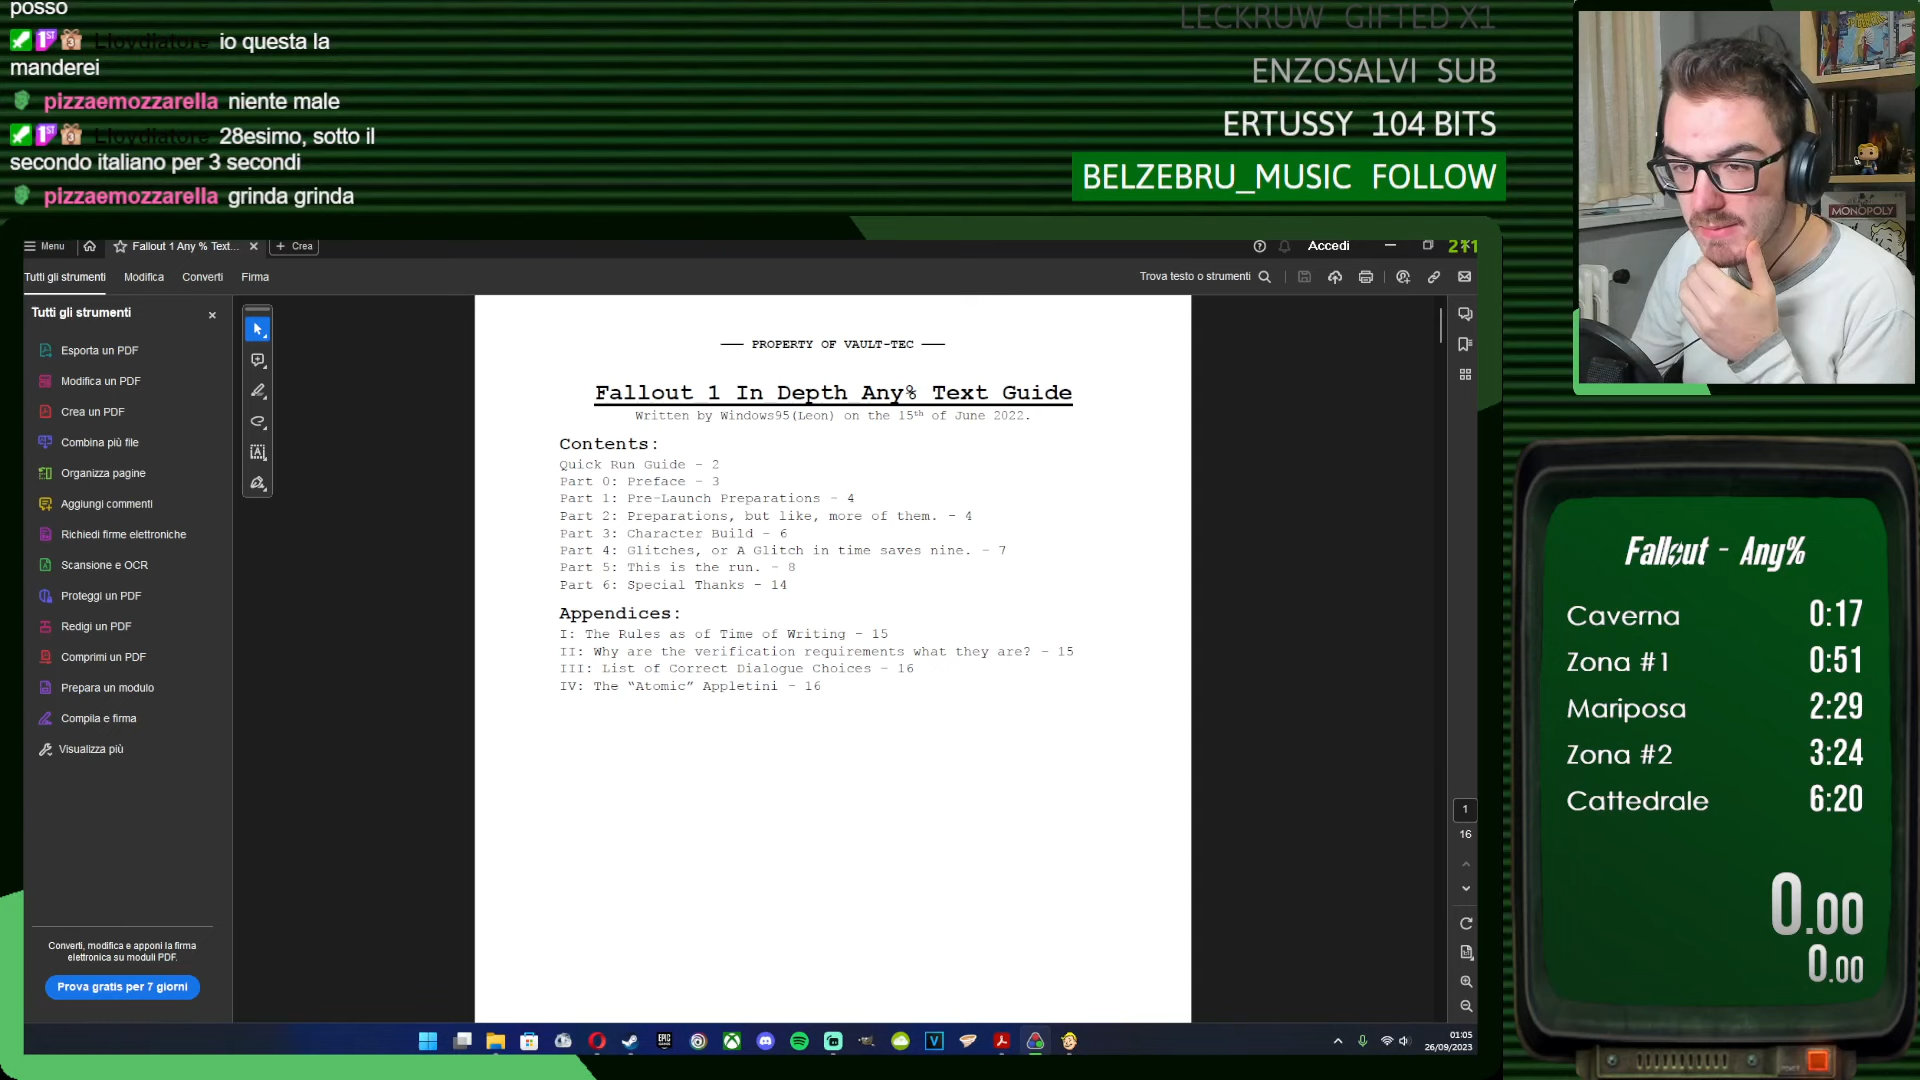 posso
Lloydiatore io questa la
manderei
pizzaemozzarella niente male
Lloydiatore 28esimo, sotto il
secondo italiano per 3 secondi
pizzaemozzarella grinda grinda
LECKRUW GIFTED X1
ENZOSALVI SUB
ERTUSSY 104 BITS
BELZEBRU_MUSIC FOLLOW
MONOPOLY
Menu
Fallout 1 Any % Text...
Crea
Accedi
Tutti gli strumenti
Modifica
Converti
Firma
Trova testo o strumenti
Tutti gli strumenti
Esporta un PDF
Modifica un PDF
Crea un PDF
Combina più file
Organizza pagine
Aggiungi commenti
Richiedi firme elettroniche
Scansione e OCR
Proteggi un PDF
Redigi un PDF
Comprimi un PDF
Prepara un modulo
Compila e firma
Visualizza più
Converti, modifica e apponi la firma
elettronica su moduli PDF.
Prova gratis per 7 giorni
PROPERTY OF VAULT-TEC
Fallout 1 In Depth Any% Text Guide
Written by Windows95(Leon) on the 15th of June 2022.
Contents:
Quick Run Guide - 2
Part 0: Preface - 3
Part 1: Pre-Launch Preparations - 4
Part 2: Preparations, but like, more of them. - 4
Part 3: Character Build - 6
Part 4: Glitches, or A Glitch in time saves nine. - 7
Part 5: This is the run. - 8
Part 6: Special Thanks - 14
Appendices:
I: The Rules as of Time of Writing - 15
II: Why are the verification requirements what they are? - 15
III: List of Correct Dialogue Choices - 16
IV: The “Atomic” Appletini - 16
1
16
Fallout - Any%
Caverna 0:17
Zona #1 0:51
Mariposa 2:29
Zona #2 3:24
Cattedrale 6:20
0.00
0.00
EPIC
01:05
26/09/2023